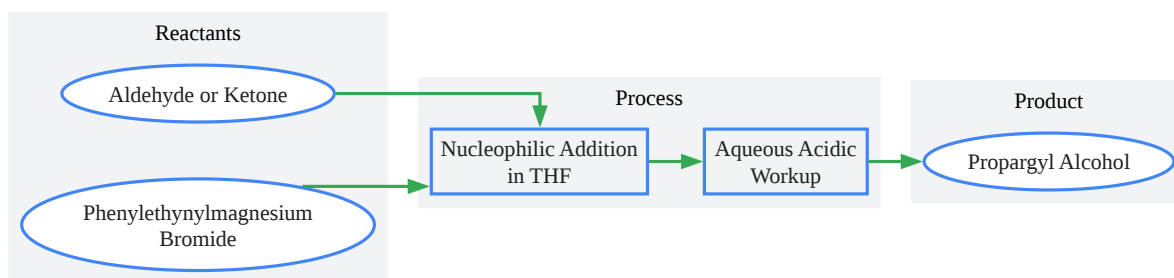 Reactants
Aldehyde or Ketone
Phenylethynylmagnesium
Bromide
Process
Nucleophilic Addition
in THF
Aqueous Acidic
Workup
Product
Propargyl Alcohol